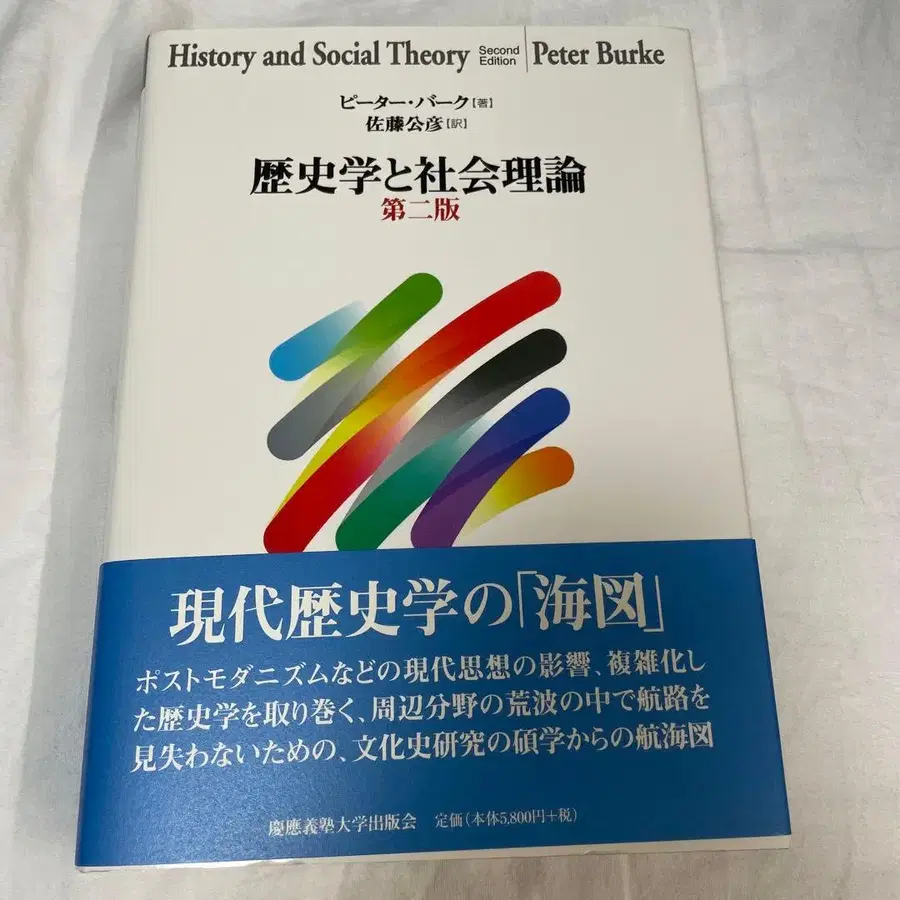 History and Social Theory Second Edition Peter Burke
ピーター・バーク【著】
佐藤公彦【訳】
歴史学と社会理論
第二版
現代歴史学の「海図」
ポストモダニズムなどの現代思想の影響、複雑化し
た歴史学を取り巻く、周辺分野の荒波の中で航路を
見失わないための、文化史研究の碩学からの航海図
慶應義塾大学出版会 定価(本体5,800円+税)